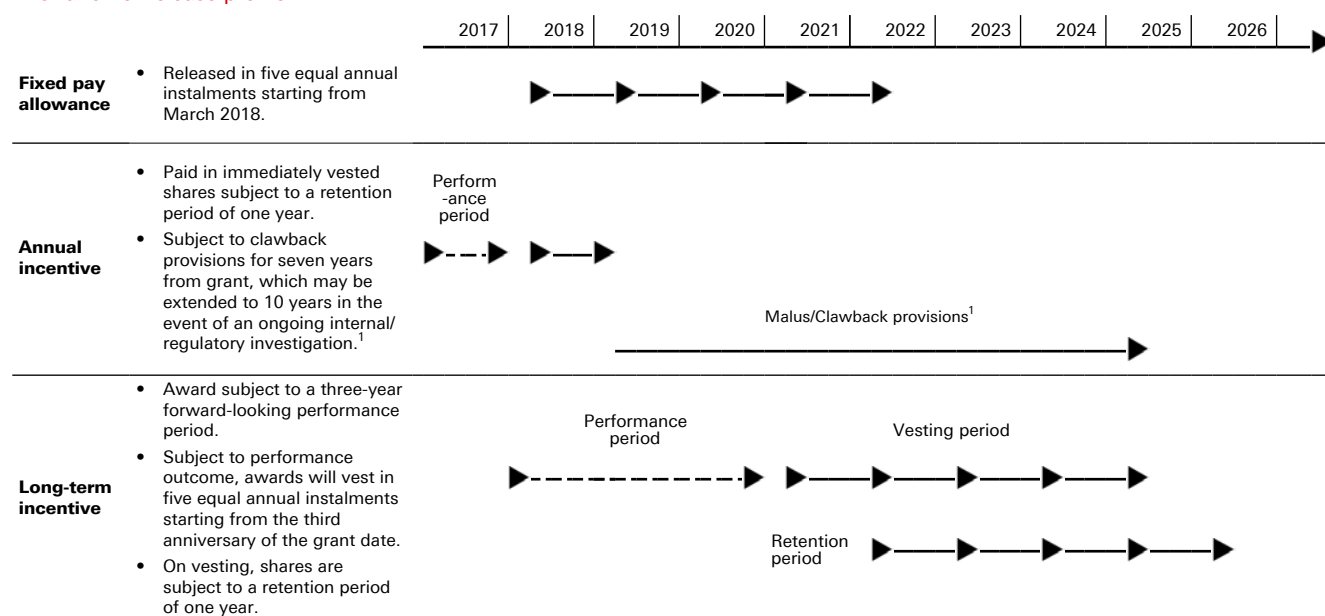 2017 2018 2019 2020 2021 2022 2023 2024 2025 2026
Fixed pay
allowance
• Released in five equal annual
instalments starting from
March 2018.
Annual
incentive
• Paid in immediately vested
shares subject to a retention
period of one year.
• Subject to clawback
provisions for seven years
from grant, which may be
extended to 10 years in the
event of an ongoing internal/
regulatory investigation.1
Perform
-ance
period
Malus/Clawback provisions1
Long-term
incentive
• Award subject to a three-year
forward-looking performance
period.
• Subject to performance
outcome, awards will vest in
five equal annual instalments
starting from the third
anniversary of the grant date.
• On vesting, shares are
subject to a retention period
of one year.
Performance
period
Vesting period
Retention
period